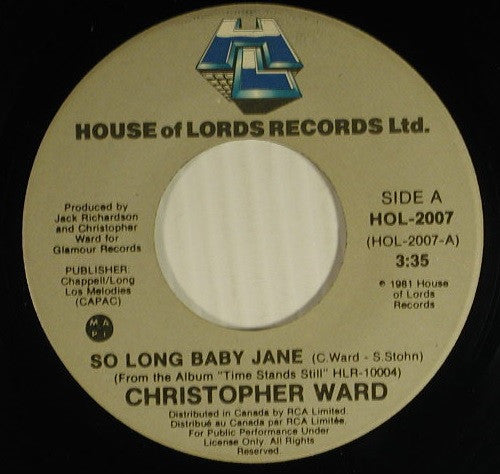 HL
HOUSE of LORDS RECORDS Ltd.
Produced by
Jack Richardson
and Christopher
Ward for
Glamour Records
PUBLISHER:
Chappell/Long
Los Melodies
(CAPAC)
MAPL
SIDE A
HOL-2007
(HOL-2007-A)
3:35
℗ 1981 House
of Lords
Records
SO LONG BABY JANE (C.Ward - S.Stohn)
(From the Album "Time Stands Still" HLR-10004)
CHRISTOPHER WARD
Distributed in Canada by RCA Limited.
Distribué au Canada par RCA Limitée.
For Public Performance Under
License Only. All Rights
Reserved.